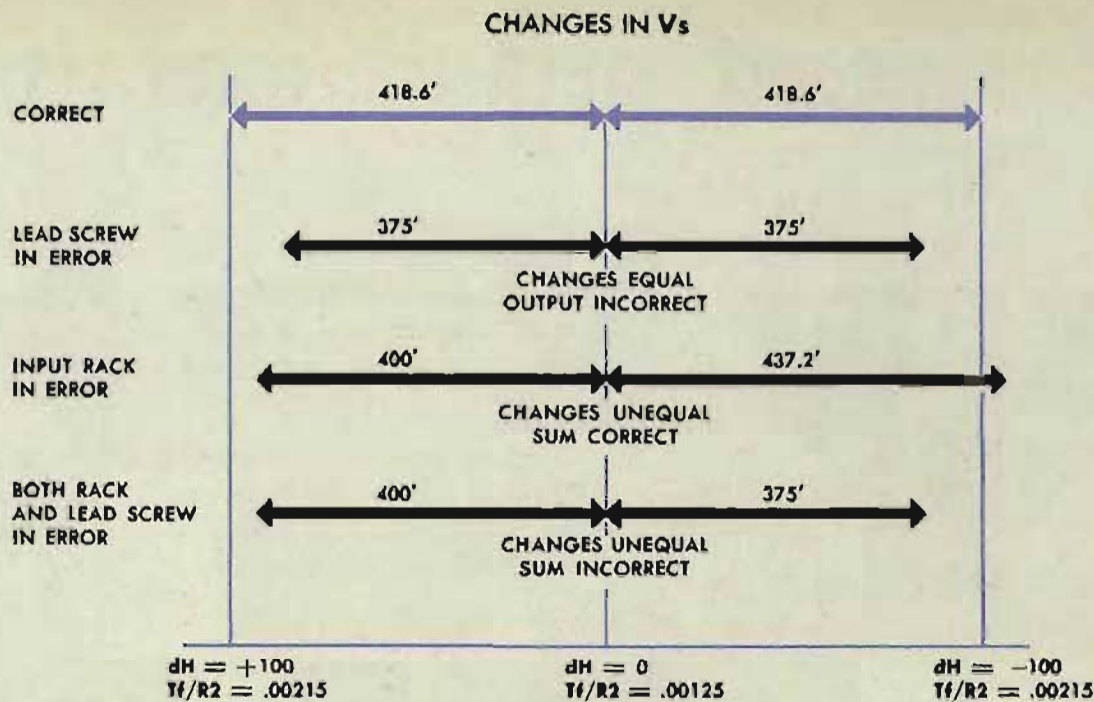 CHANGES IN Vs
CORRECT
418.6′ 418.6′
LEAD SCREW
IN ERROR
375′ 375′
CHANGES EQUAL
OUTPUT INCORRECT
INPUT RACK
IN ERROR
400′ 437.2′
CHANGES UNEQUAL
SUM CORRECT
BOTH RACK
AND LEAD SCREW
IN ERROR
400′ 375′
CHANGES UNEQUAL
SUM INCORRECT
dH = +100 dH = 0 dH = −100
Tf/R2 = .00215 Tf/R2 = .00125 Tf/R2 = .00215